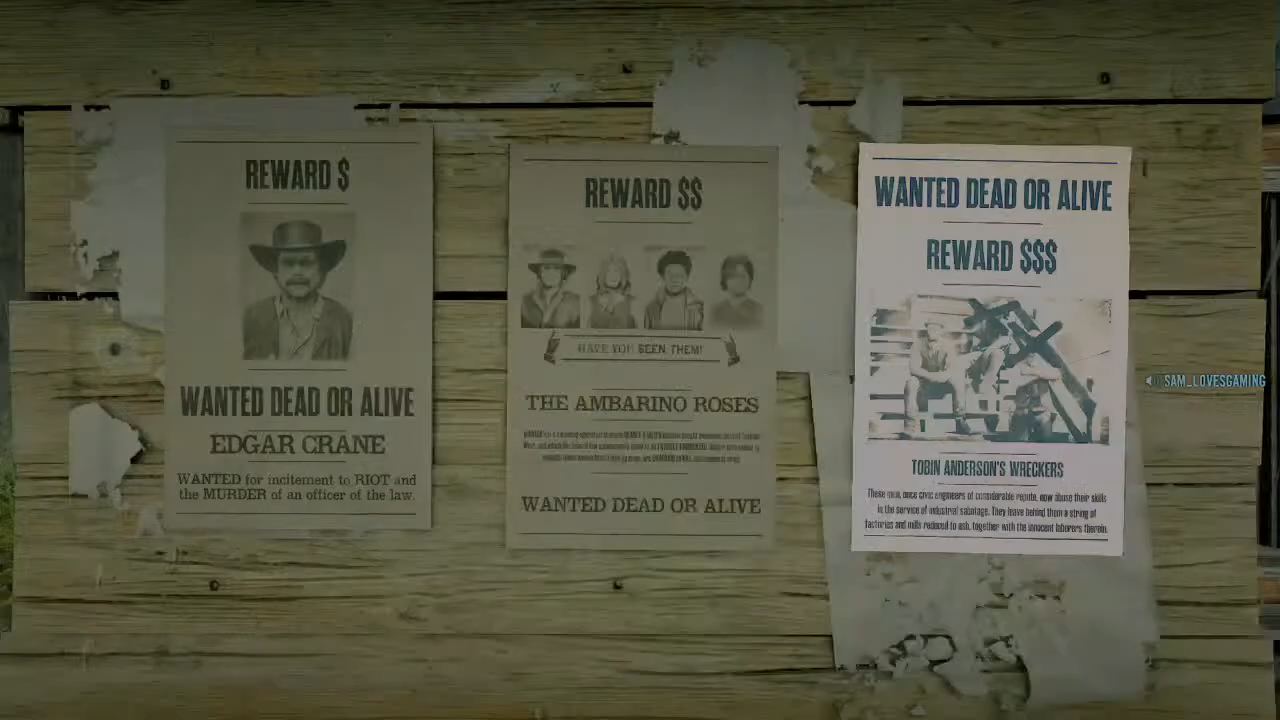 REWARD $
WANTED DEAD OR ALIVE
EDGAR CRANE
WANTED for incitement to RIOT and
the MURDER of an officer of the law.
REWARD $$
HAVE YOU SEEN THEM?
THE AMBARINO ROSES
WANTED DEAD OR ALIVE
WANTED DEAD OR ALIVE
REWARD $$$
TOBIN ANDERSON'S WRECKERS
These men, once civic engineers of considerable repute, now abuse their skills
in the service of industrial sabotage. They leave behind them a string of
factories and mills reduced to ash, together with the innocent laborers therein.
SAM_LOVESGAMING